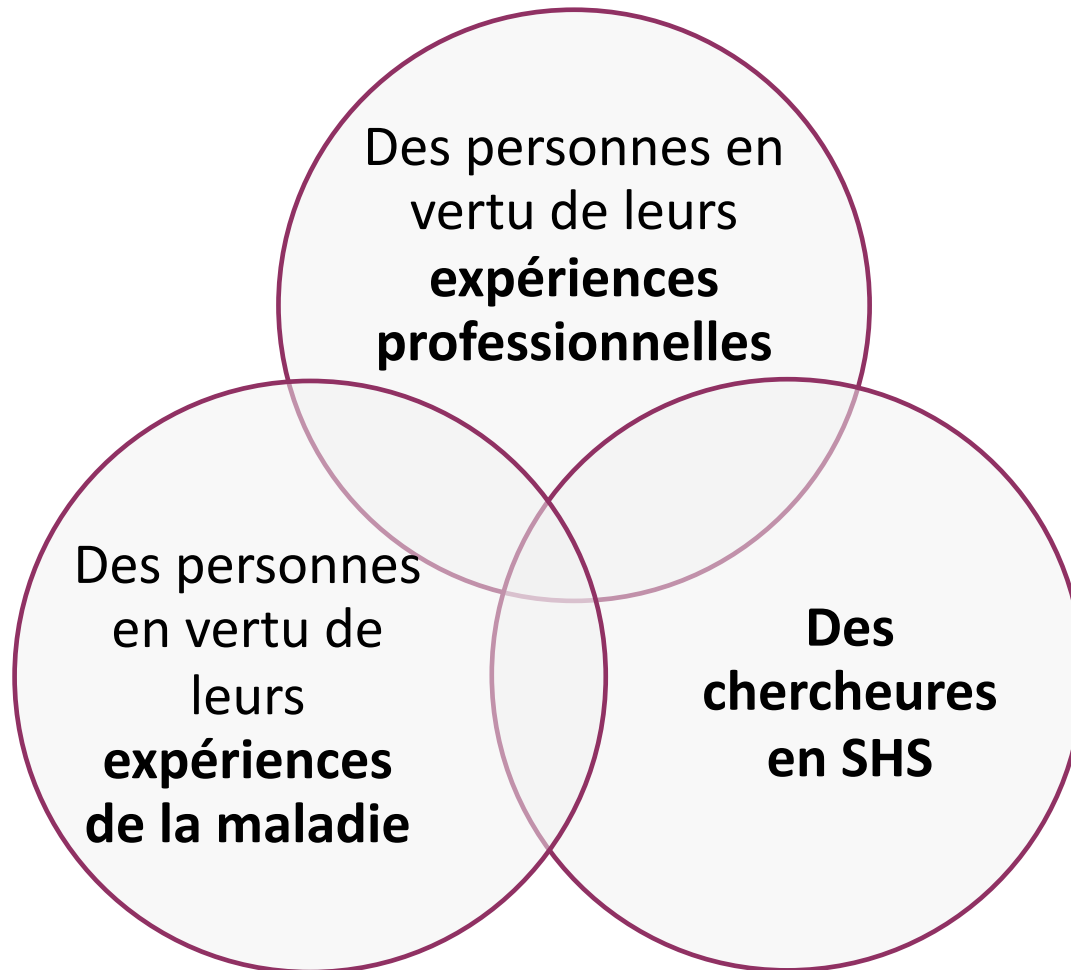 Des personnes en
vertu de leurs
expériences
professionnelles
Des personnes
en vertu de
leurs
expériences
de la maladie
Des
chercheures
en SHS